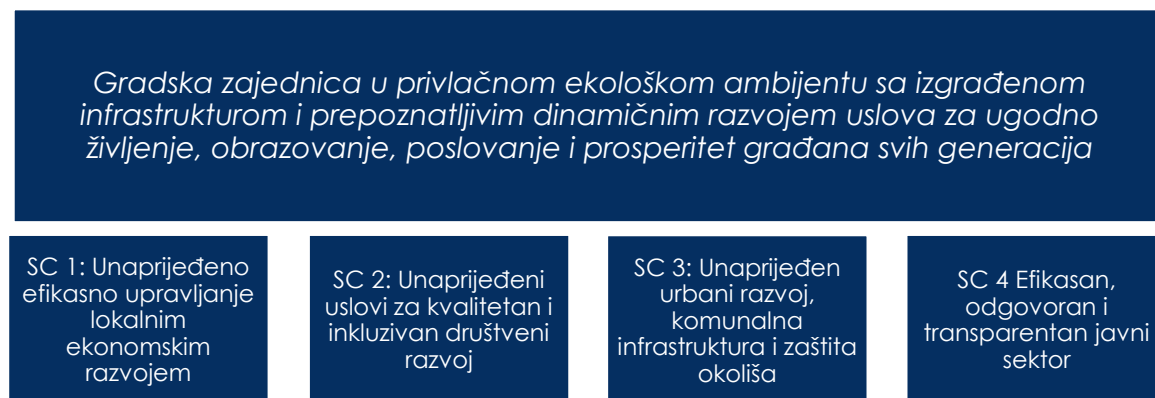 Gradska zajednica u privlačnom ekološkom ambijentu sa izgrađenom
infrastrukturom i prepoznatljivim dinamičnim razvojem uslova za ugodno
življenje, obrazovanje, poslovanje i prosperitet građana svih generacija
SC 1: Unaprijeđeno
efikasno upravljanje
lokalnim
ekonomskim
razvojem
SC 2: Unaprijeđeni
uslovi za kvalitetan i
inkluzivan društveni
razvoj
SC 3: Unaprijeđen
urbani razvoj,
komunalna
infrastruktura i zaštita
okoliša
SC 4 Efikasan,
odgovoran i
transparentan javni
sektor